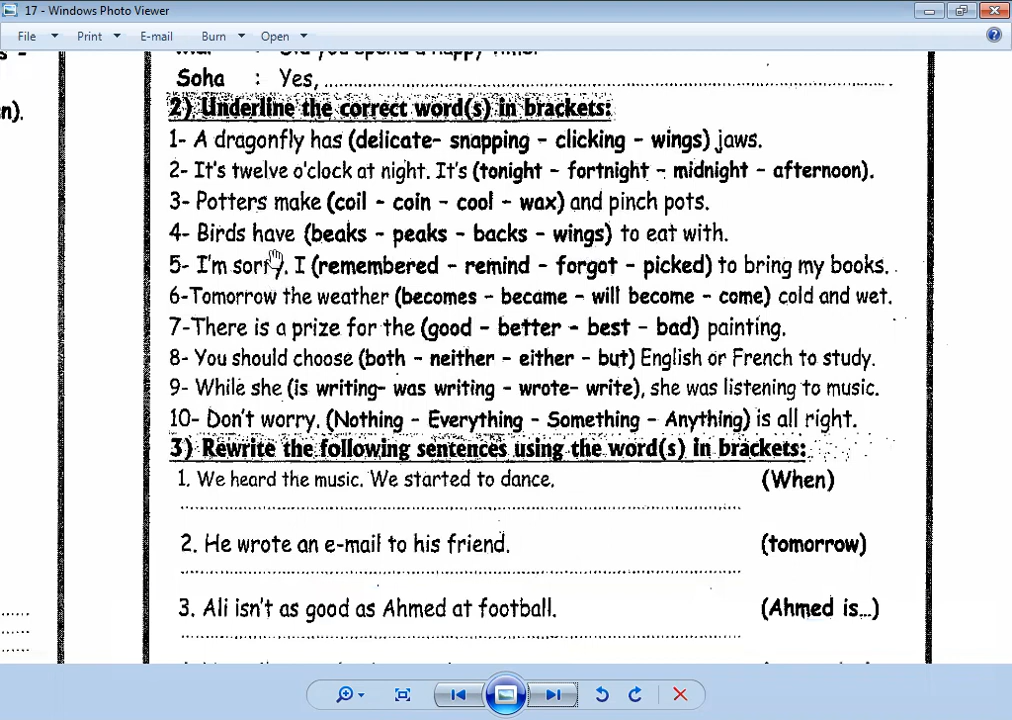 17 - Windows Photo Viewer
File Print E-mail Burn Open
s -
Soha : Yes, ................
n).
2) Underline the correct word(s) in brackets:
1- A dragonfly has (delicate- snapping - clicking - wings) jaws.
2- It's twelve o'clock at night. It's (tonight - fortnight - midnight - afternoon).
3- Potters make (coil - coin - cool - wax) and pinch pots.
4- Birds have (beaks - peaks - backs - wings) to eat with.
5- I'm sorry. I (remembered - remind - forgot - picked) to bring my books.
6-Tomorrow the weather (becomes - became - will become - come) cold and wet.
7-There is a prize for the (good - better - best - bad) painting.
8- You should choose (both - neither - either - but) English or French to study.
9- While she (is writing- was writing - wrote- write), she was listening to music.
10- Don't worry. (Nothing - Everything - Something - Anything) is all right.
3) Rewrite the following sentences using the word(s) in brackets:
1. We heard the music. We started to dance. (When)
2. He wrote an e-mail to his friend. (tomorrow)
3. Ali isn't as good as Ahmed at football. (Ahmed is...)